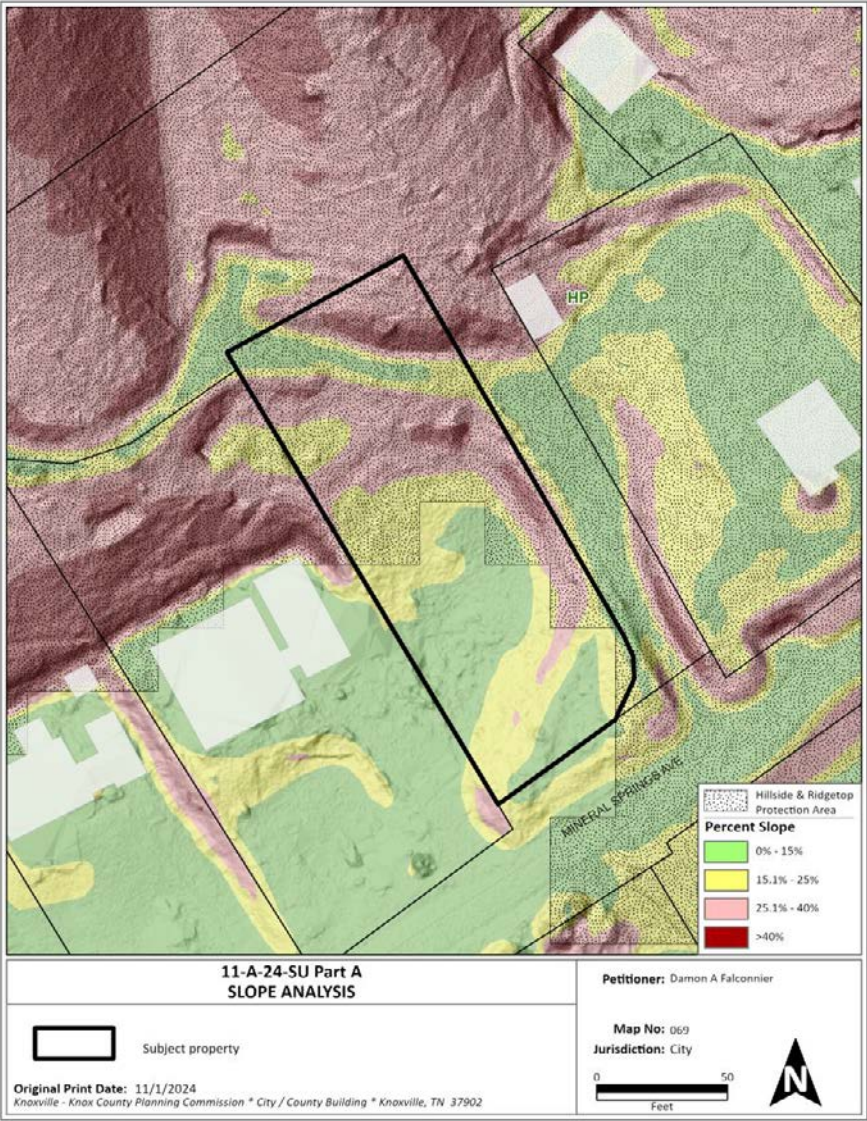 HP
MINERAL SPRINGS AVE
Hillside & Ridgetop
Protection Area
Percent Slope
0% - 15%
15.1% - 25%
25.1% - 40%
>40%
11-A-24-SU Part A
SLOPE ANALYSIS
Subject property
Original Print Date: 11/1/2024
Knoxville - Knox County Planning Commission * City / County Building * Knoxville, TN 37902
Petitioner: Damon A Falconnier
Map No: 069
Jurisdiction: City
0 50
Feet
N